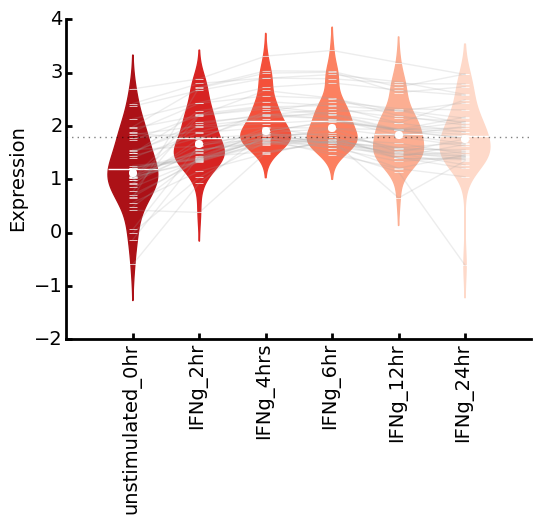 4
3
2
1
0
−1
−2
Expression
unstimulated_0hr
IFNg_2hr
IFNg_4hrs
IFNg_6hr
IFNg_12hr
IFNg_24hr